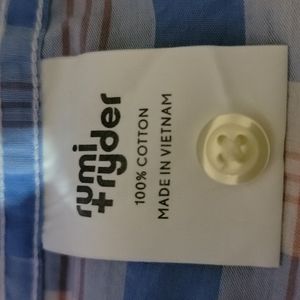 rumi
+ryder
100% COTTON
MADE IN VIETNAM